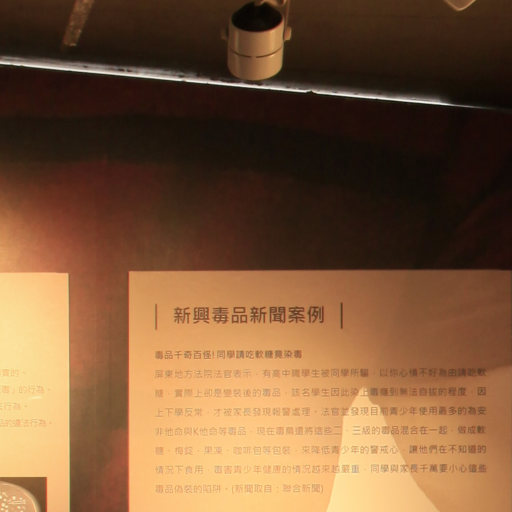 新興毒品新聞案例
毒品千奇百怪!同學請吃軟糖竟染毒
屏東地方法院法官表示,有高中職學生被同學所騙,以你心情不好為由請吃軟
糖,實際上卻是變裝後的毒品,該名學生因此染上毒癮到無法自拔的程度,因
上下學反常,才被家長發現報警處理。法官並發現目前青少年使用最多的為安
非他命與K他命等毒品,現在毒梟還將這些二、三級的毒品混合在一起,做成軟
糖、梅錠、果凍、咖啡包等包裝,來降低青少年的警戒心,讓他們在不知道的
情況下食用,毒害青少年健康的情況越來越嚴重,同學與家長千萬要小心這些
毒品偽裝的陷阱。(新聞取自:聯合新聞)
的行為。
行為。
的違法行為。